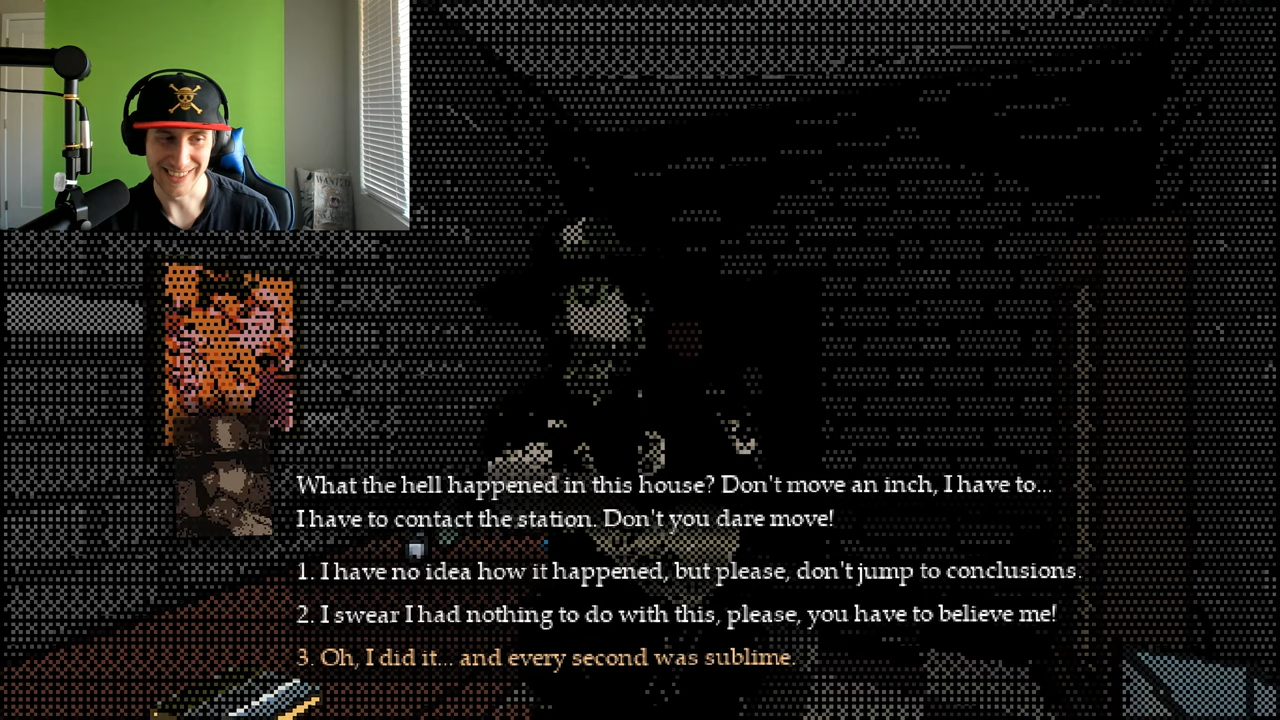 WANTED
What the hell happened in this house? Don't move an inch, I have to...
I have to contact the station. Don't you dare move!
1. I have no idea how it happened, but please, don't jump to conclusions.
2. I swear I had nothing to do with this, please, you have to believe me!
3. Oh, I did it... and every second was sublime.